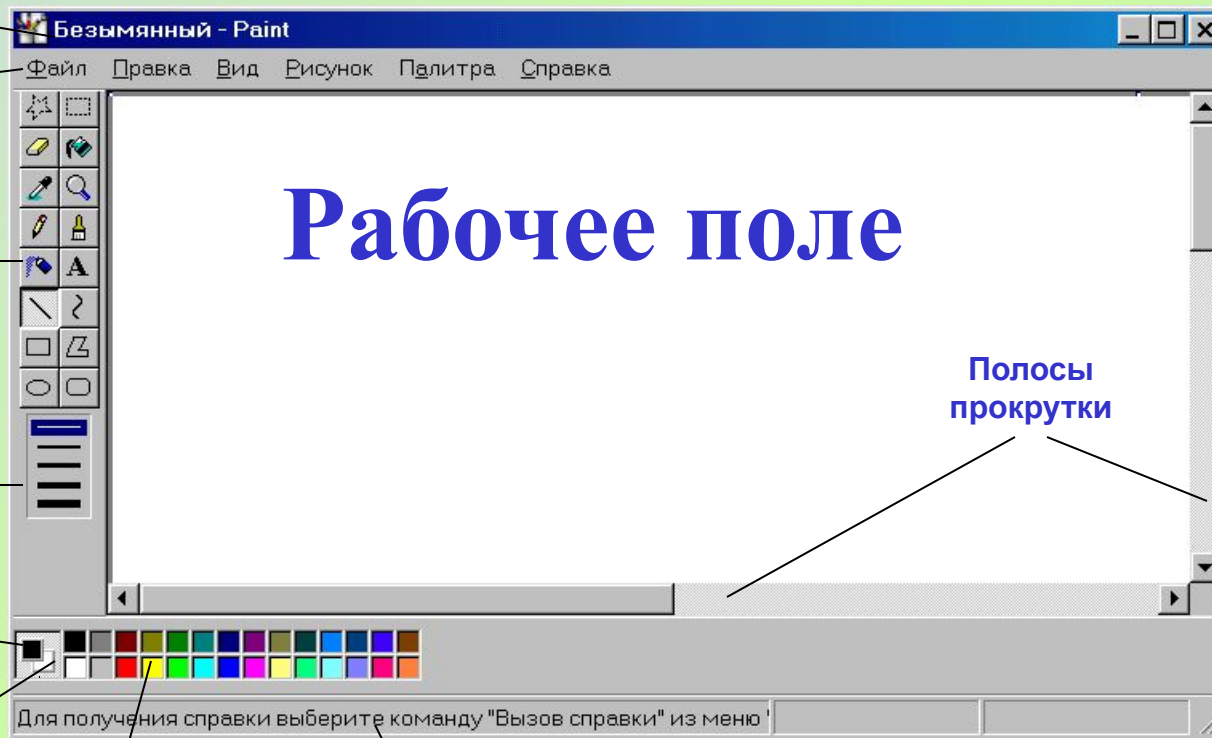 Безымянный - Paint
Файл Правка Вид Рисунок Палитра Справка
A
Рабочее поле
Полосы
прокрутки
Для получения справки выберите команду "Вызов справки" из меню '